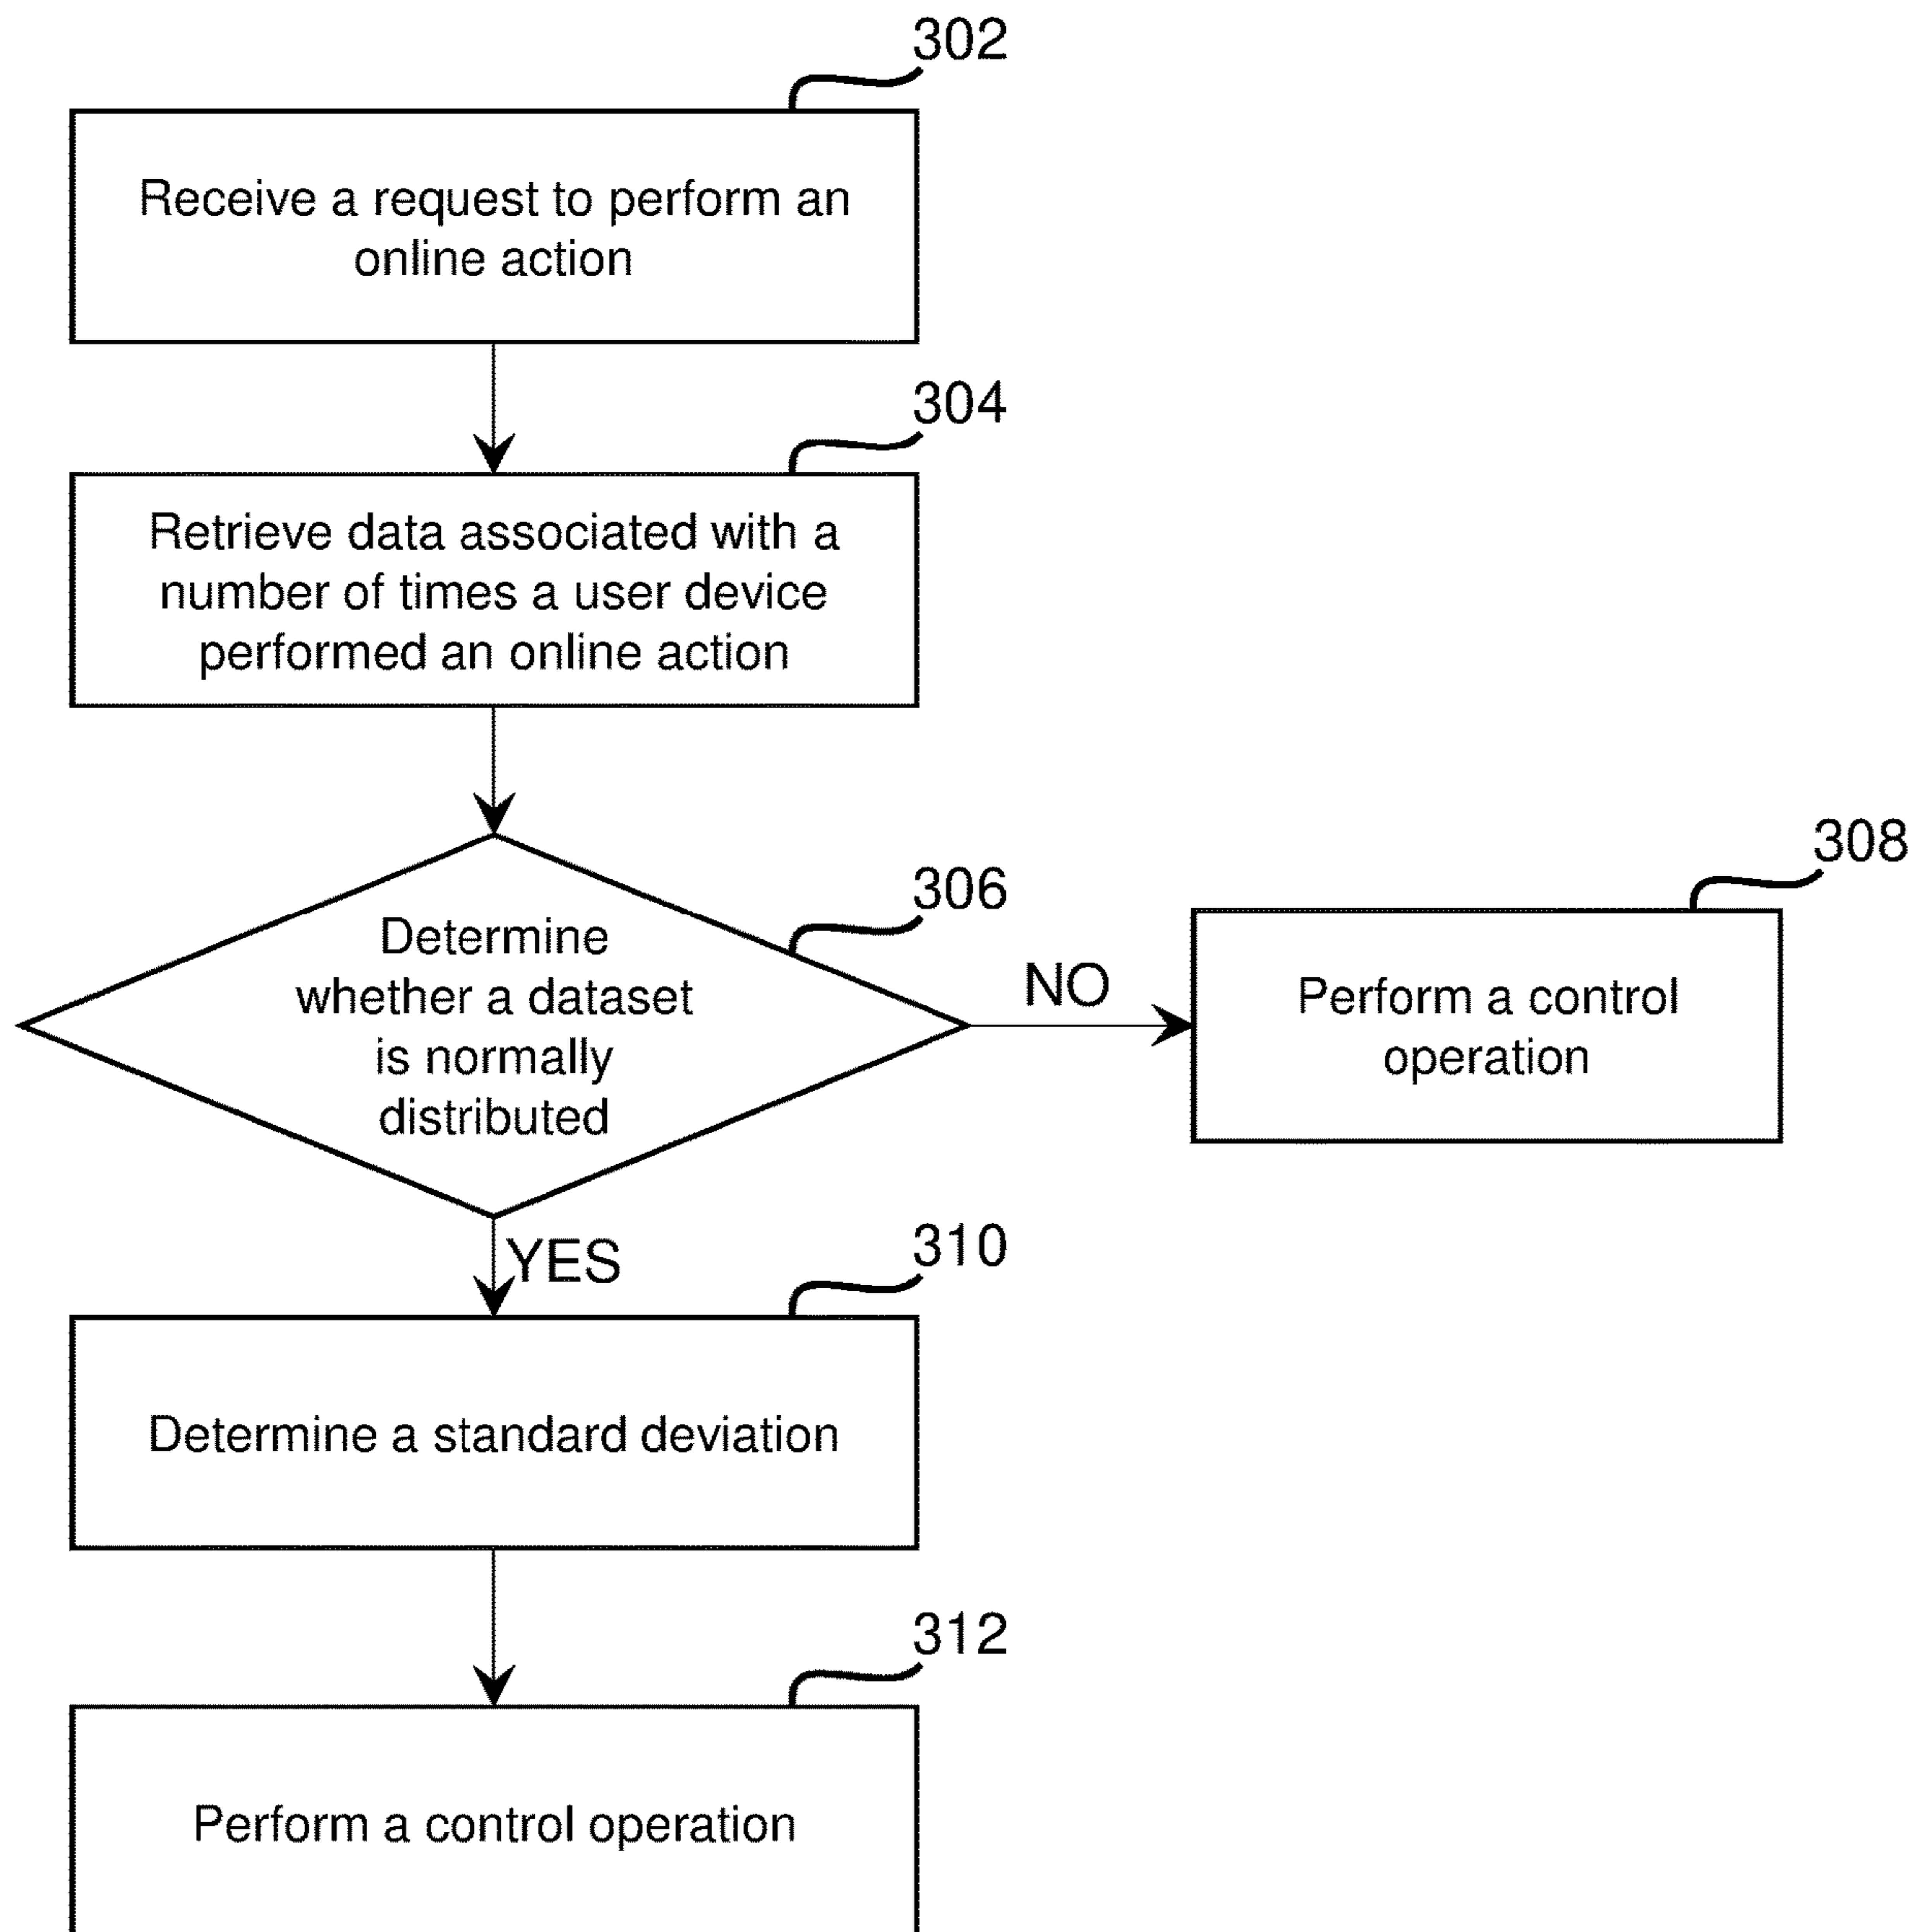 302
Receive a request to perform an
online action
304
Retrieve data associated with a
number of times a user device
performed an online action
306
Determine
whether a dataset
is normally
distributed
NO
308
Perform a control
operation
YES
310
Determine a standard deviation
312
Perform a control operation